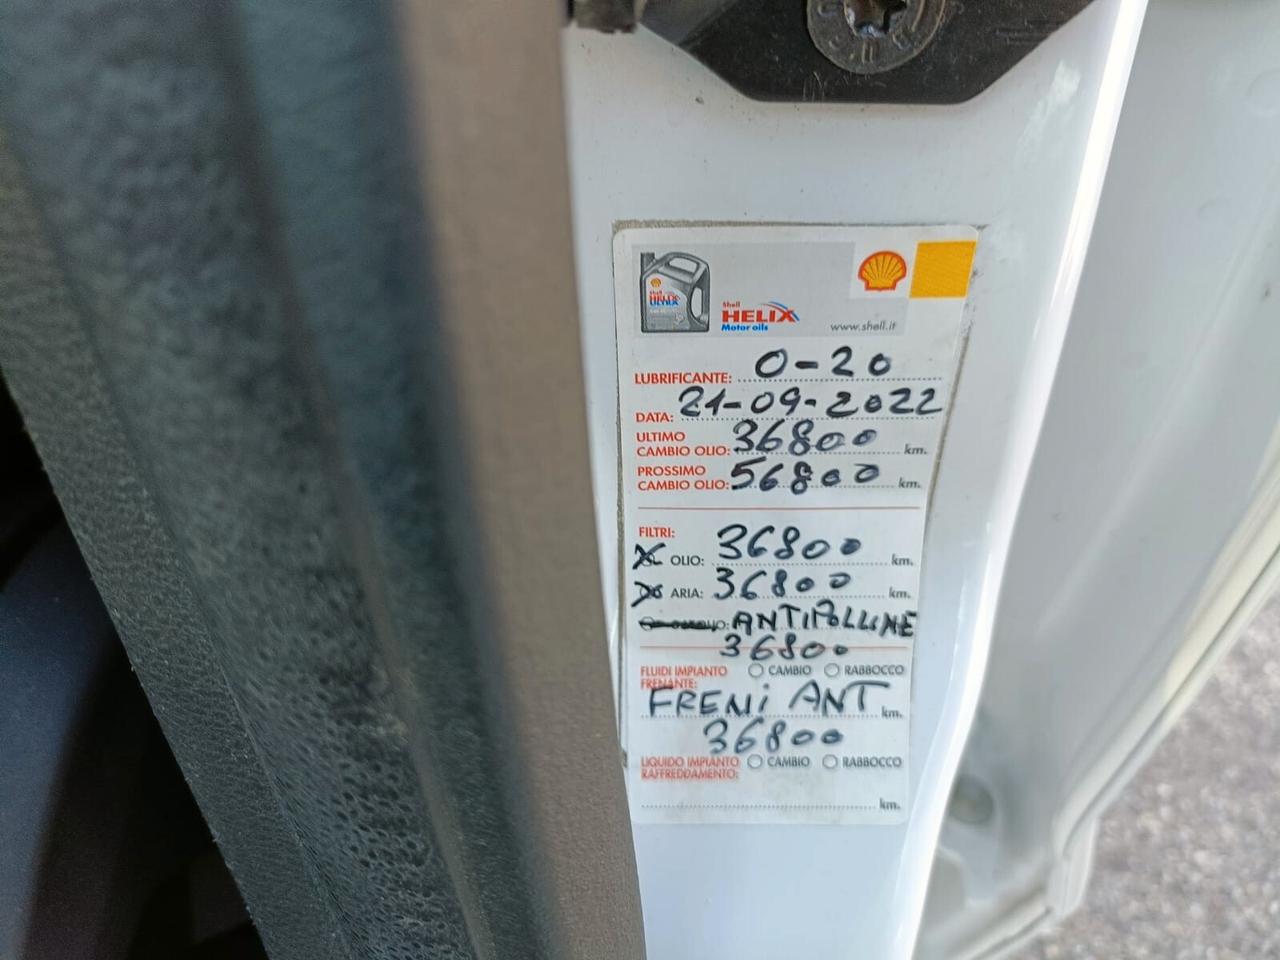 Shell
HELIX
ULTRA
Shell
HELIX
Motor oils
www.shell.it
LUBRIFICANTE: 0-20
DATA: 21-09-2022
ULTIMO
CAMBIO OLIO: 36800 km.
PROSSIMO
CAMBIO OLIO: 56800 km.
FILTRI:
OLIO: 36800 km.
ARIA: 36800 km.
ANTIPOLLINE
36800
FLUIDI IMPIANTO FRENANTE: CAMBIO RABBOCCO
FRENI ANT km.
36800
LIQUIDO IMPIANTO RAFFREDDAMENTO: CAMBIO RABBOCCO
km.